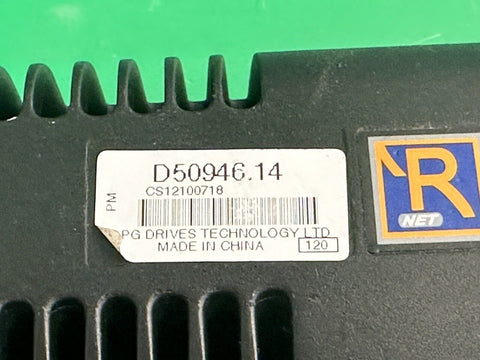 D50946.14
CS12100718
PM
PG DRIVES TECHNOLOGY LTD
MADE IN CHINA
120
R
NET